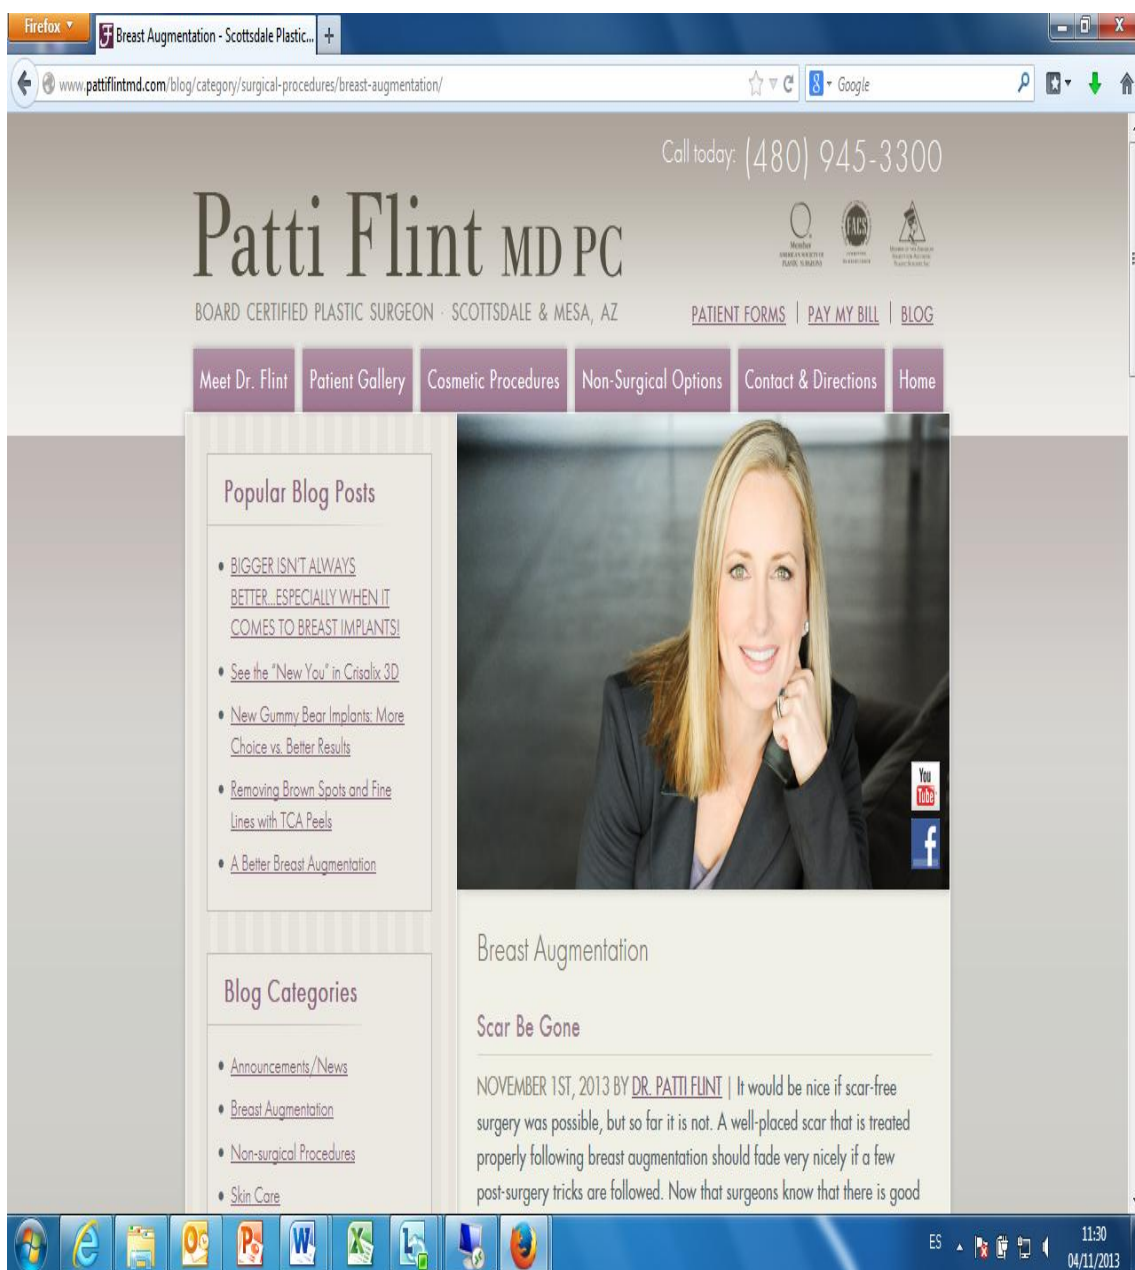 Firefox
Breast Augmentation - Scottsdale Plastic...
www.pattiflintmd.com/blog/category/surgical-procedures/breast-augmentation/
Google
Call today: (480) 945-3300
Patti Flint MD PC
Member
AMERICAN SOCIETY OF
PLASTIC SURGEONS
FACS
BOARD CERTIFIED PLASTIC SURGEON · SCOTTSDALE & MESA, AZ
PATIENT FORMS | PAY MY BILL | BLOG
Meet Dr. Flint
Patient Gallery
Cosmetic Procedures
Non-Surgical Options
Contact & Directions
Home
Popular Blog Posts
BIGGER ISN'T ALWAYS
BETTER...ESPECIALLY WHEN IT
COMES TO BREAST IMPLANTS!
See the "New You" in Crisalix 3D
New Gummy Bear Implants: More
Choice vs. Better Results
Removing Brown Spots and Fine
Lines with TCA Peels
A Better Breast Augmentation
You
Tube
Blog Categories
Announcements/News
Breast Augmentation
Non-surgical Procedures
Skin Care
Breast Augmentation
Scar Be Gone
NOVEMBER 1ST, 2013 BY DR. PATTI FLINT | It would be nice if scar-free
surgery was possible, but so far it is not. A well-placed scar that is treated
properly following breast augmentation should fade very nicely if a few
post-surgery tricks are followed. Now that surgeons know that there is good
ES
11:30
04/11/2013